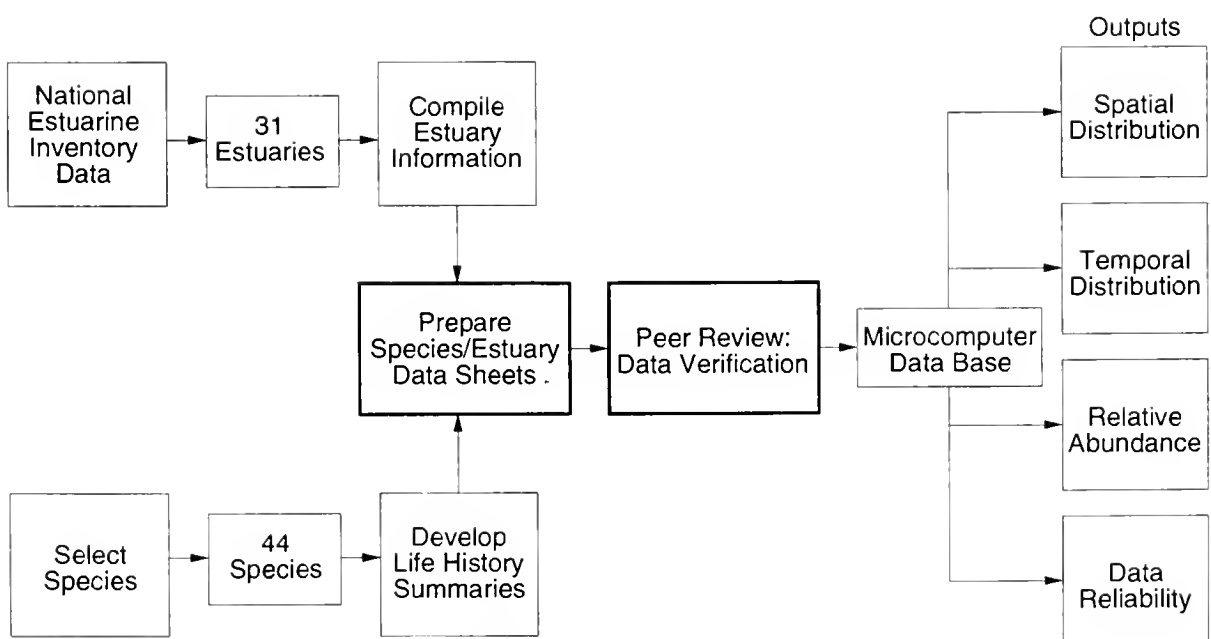 National
Estuarine
Inventory
Data
31
Estuaries
Compile
Estuary
Information
Prepare
Species/Estuary
Data Sheets .
Select
Species
44
Species
Develop
Life History
Summaries
Peer Review:
Data Verification
Microcomputer
Data Base
Outputs
Spatial
Distribution
Temporal
Distribution
Relative
Abundance
Data
Reliability